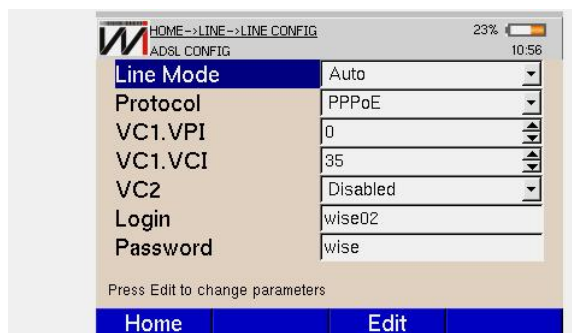 HOME->LINE->LINE CONFIG 23%
ADSL CONFIG 10:56
Line Mode Auto
Protocol PPPoE
VC1.VPI 0
VC1.VCI 35
VC2 Disabled
Login wise02
Password wise
Press Edit to change parameters
Home Edit